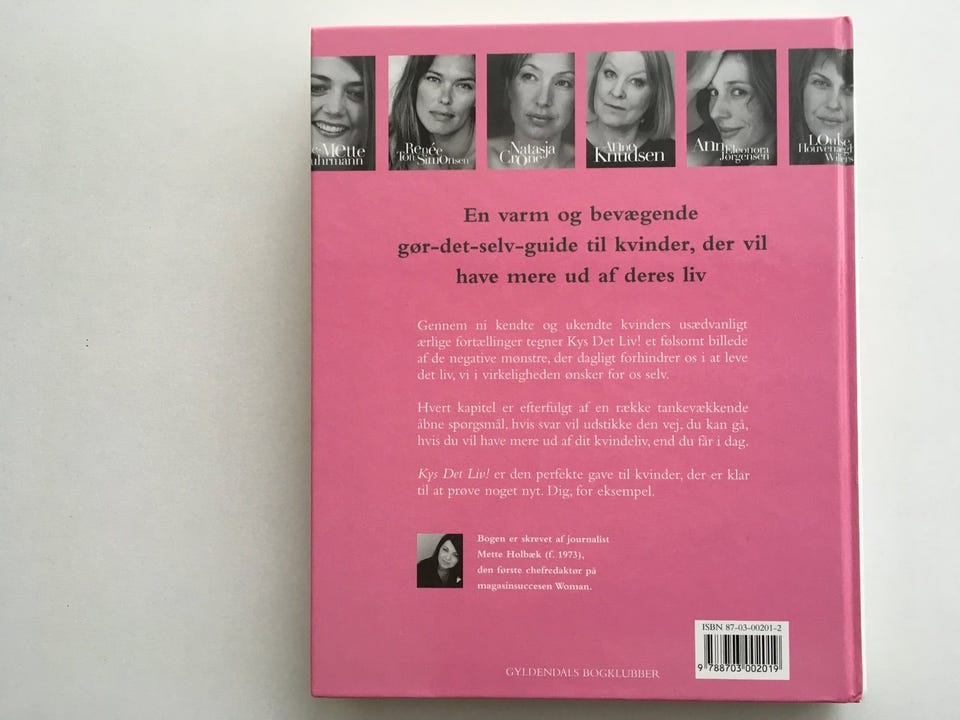 e-Mette
uhrmann
Renée
Toft Simonsen
Natasja
Crone
Anne
Knudsen
Ann
Eleonora
Jørgensen
Louise
Houvenaegh
Willers
En varm og bevægende
gør-det-selv-guide til kvinder, der vil
have mere ud af deres liv
Gennem ni kendte og ukendte kvinders usædvanligt
ærlige fortællinger tegner Kys Det Liv! et følsomt billede
af de negative mønstre, der dagligt forhindrer os i at leve
det liv, vi i virkeligheden ønsker for os selv.
Hvert kapitel er efterfulgt af en række tankevækkende
åbne spørgsmål, hvis svar vil udstikke den vej, du kan gå,
hvis du vil have mere ud af dit kvindeliv, end du får i dag.
Kys Det Liv! er den perfekte gave til kvinder, der er klar
til at prøve noget nyt. Dig, for eksempel.
Bogen er skrevet af journalist
Mette Holbæk (f. 1973),
den første chefredaktør på
magasinsuccesen Woman.
ISBN 87-03-00201-2
9 788703 002019
GYLDENDALS BOGKLUBBER